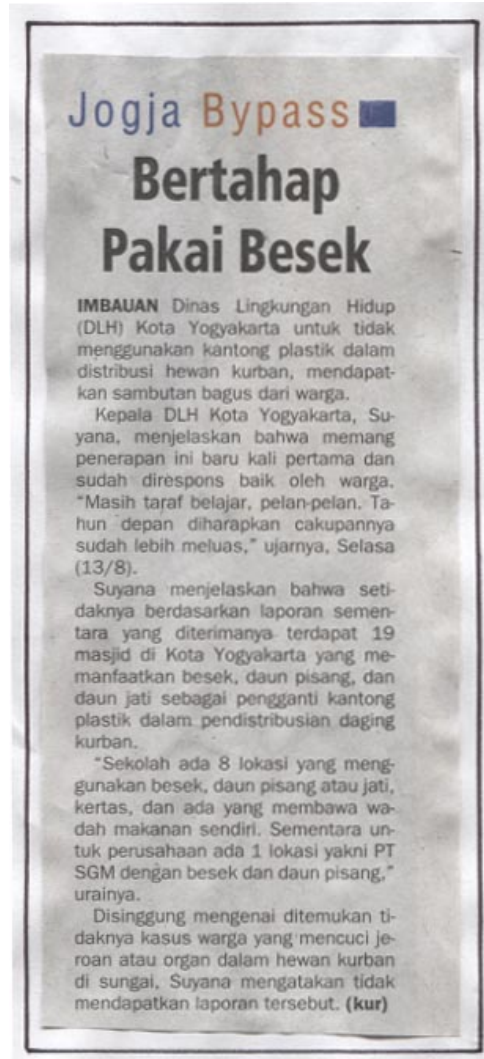 Jogja Bypass
Bertahap
Pakai Besek
IMBAUAN Dinas Lingkungan Hidup
(DLH) Kota Yogyakarta untuk tidak
menggunakan kantong plastik dalam
distribusi hewan kurban, mendapat-
kan sambutan bagus dari warga.
Kepala DLH Kota Yogyakarta, Su-
yana, menjelaskan bahwa memang
penerapan ini baru kali pertama dan
sudah direspons baik oleh warga.
"Masih taraf belajar, pelan-pelan. Ta-
hun depan diharapkan cakupannya
sudah lebih meluas," ujarnya, Selasa
(13/8).
Suyana menjelaskan bahwa seti-
daknya berdasarkan laporan semen-
tara yang diterimanya terdapat 19
masjid di Kota Yogyakarta yang me-
manfaatkan besek, daun pisang, dan
daun jati sebagai pengganti kantong
plastik dalam pendistribusian daging
kurban.
"Sekolah ada 8 lokasi yang meng-
gunakan besek, daun pisang atau jati,
kertas, dan ada yang membawa wa-
dah makanan sendiri. Sementara un-
tuk perusahaan ada 1 lokasi yakni PT
SGM dengan besek dan daun pisang,"
urainya.
Disinggung mengenai ditemukan ti-
daknya kasus warga yang mencuci je-
roan atau organ dalam hewan kurban
di sungai, Suyana mengatakan tidak
mendapatkan laporan tersebut. (kur)